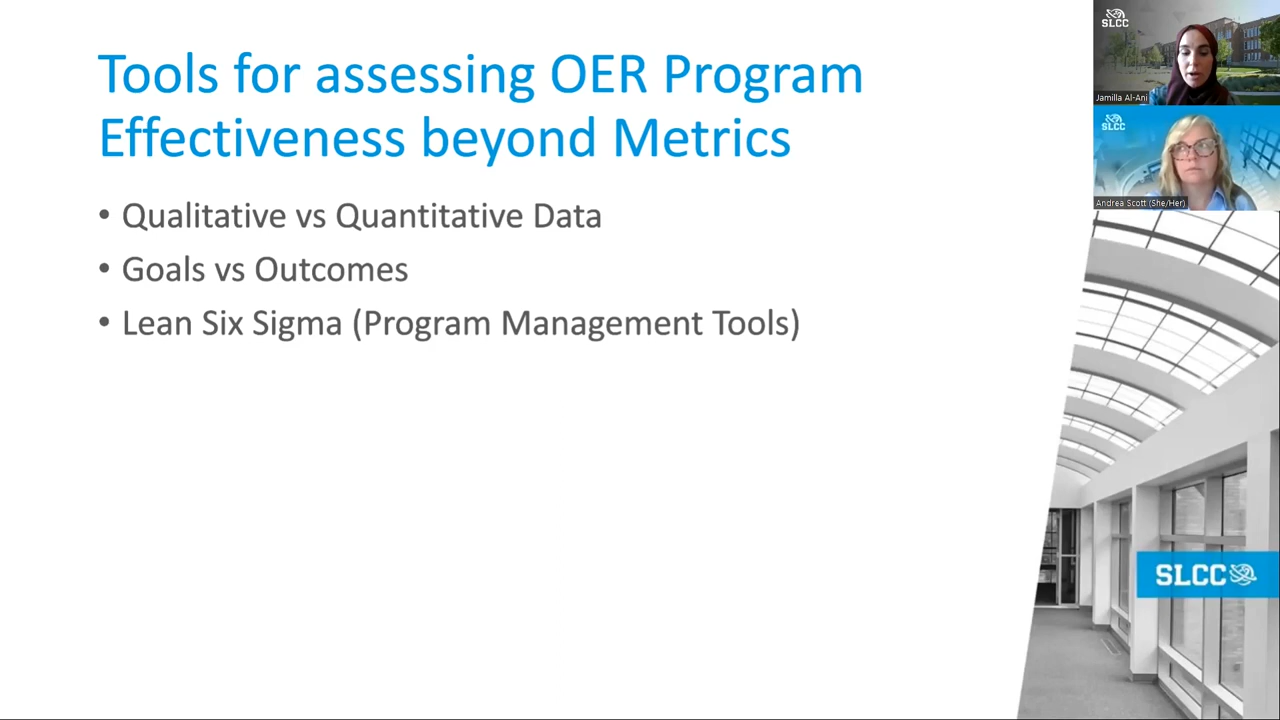 Tools for assessing OER Program
Effectiveness beyond Metrics
• Qualitative vs Quantitative Data
• Goals vs Outcomes
• Lean Six Sigma (Program Management Tools)
SLCC
Jamilla Al-Ani
SLCC
Andrea Scott (She/Her)
SLCC